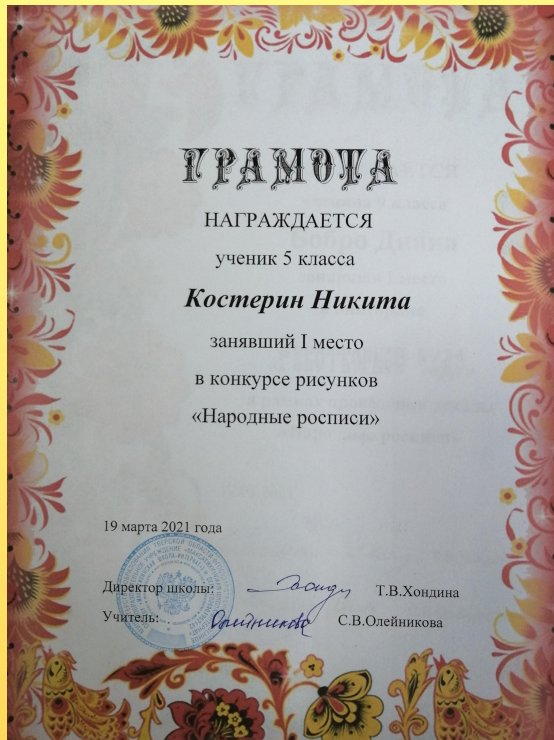 ГРАМОТА
НАГРАЖДАЕТСЯ
ученик 5 класса
Костерин Никита
занявший I место
в конкурсе рисунков
«Народные росписи»
19 марта 2021 года
Директор школы: Т.В.Хондина
Учитель: Олейникова С.В.Олейникова